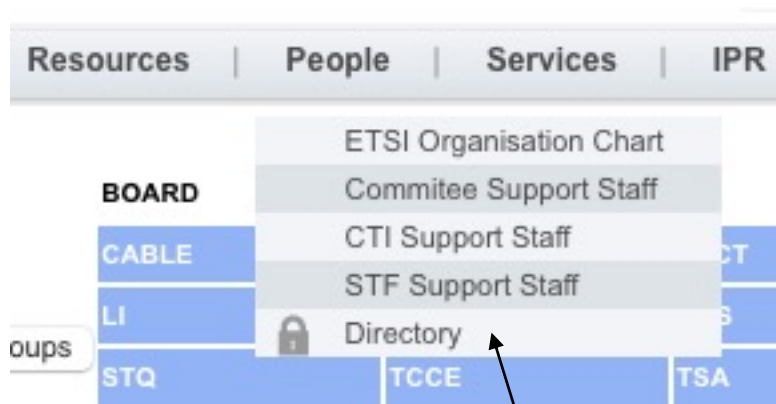 Resources | People | Services | IPR
ETSI Organisation Chart
BOARD Commitee Support Staff
CABLE CTI Support Staff CT
STF Support Staff
LI S
oups Directory
STQ TCCE TSA